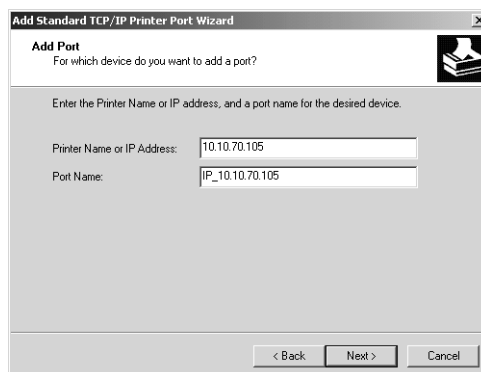 Add Standard TCP/IP Printer Port Wizard
Add Port
For which device do you want to add a port?
Enter the Printer Name or IP address, and a port name for the desired device.
Printer Name or IP Address: 10.10.70.105
Port Name: IP_10.10.70.105
< Back Next > Cancel